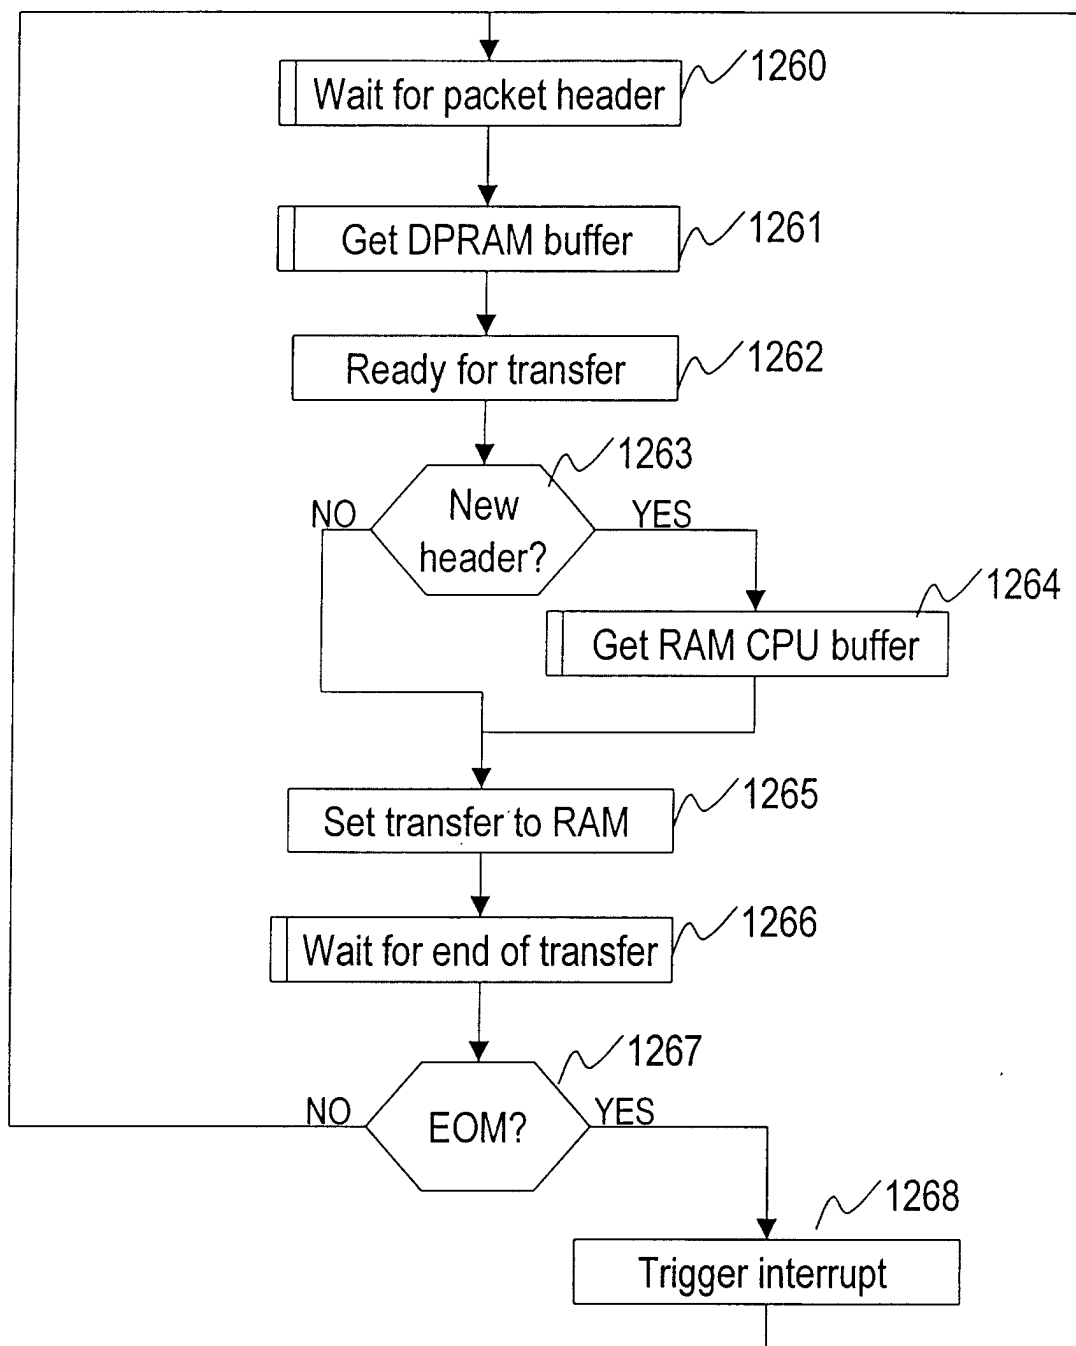 1260
Wait for packet header
1261
Get DPRAM buffer
1262
Ready for transfer
1263
NO
New
header?
YES
1264
Get RAM CPU buffer
1265
Set transfer to RAM
1266
Wait for end of transfer
1267
NO
EOM?
YES
1268
Trigger interrupt